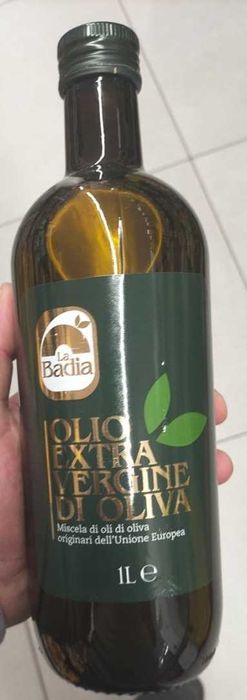 La
Badia
OLIO
EXTRA
VERGINE
DI OLIVA
Miscela di oli di oliva
originari dell'Unione Europea
1L e